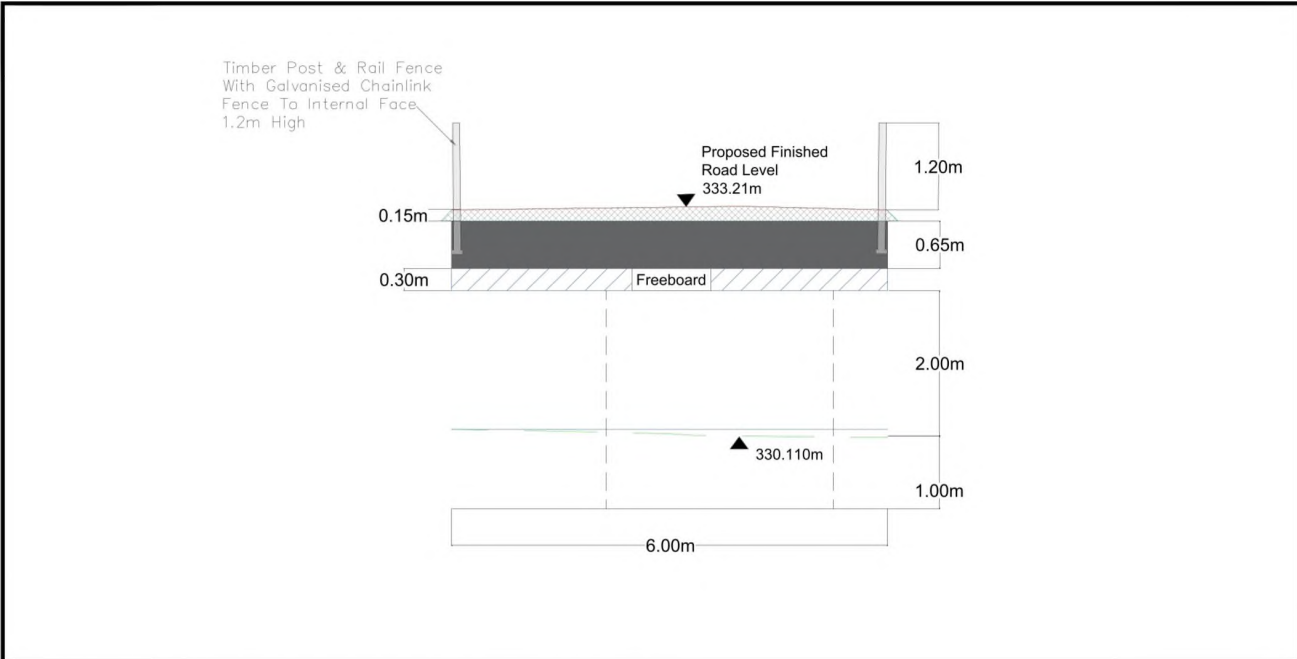 Timber Post & Rail Fence
With Galvanised Chainlink
Fence To Internal Face
1.2m High
Proposed Finished
Road Level
333.21m
1.20m
0.15m
0.65m
0.30m
Freeboard
2.00m
330.110m
1.00m
6.00m